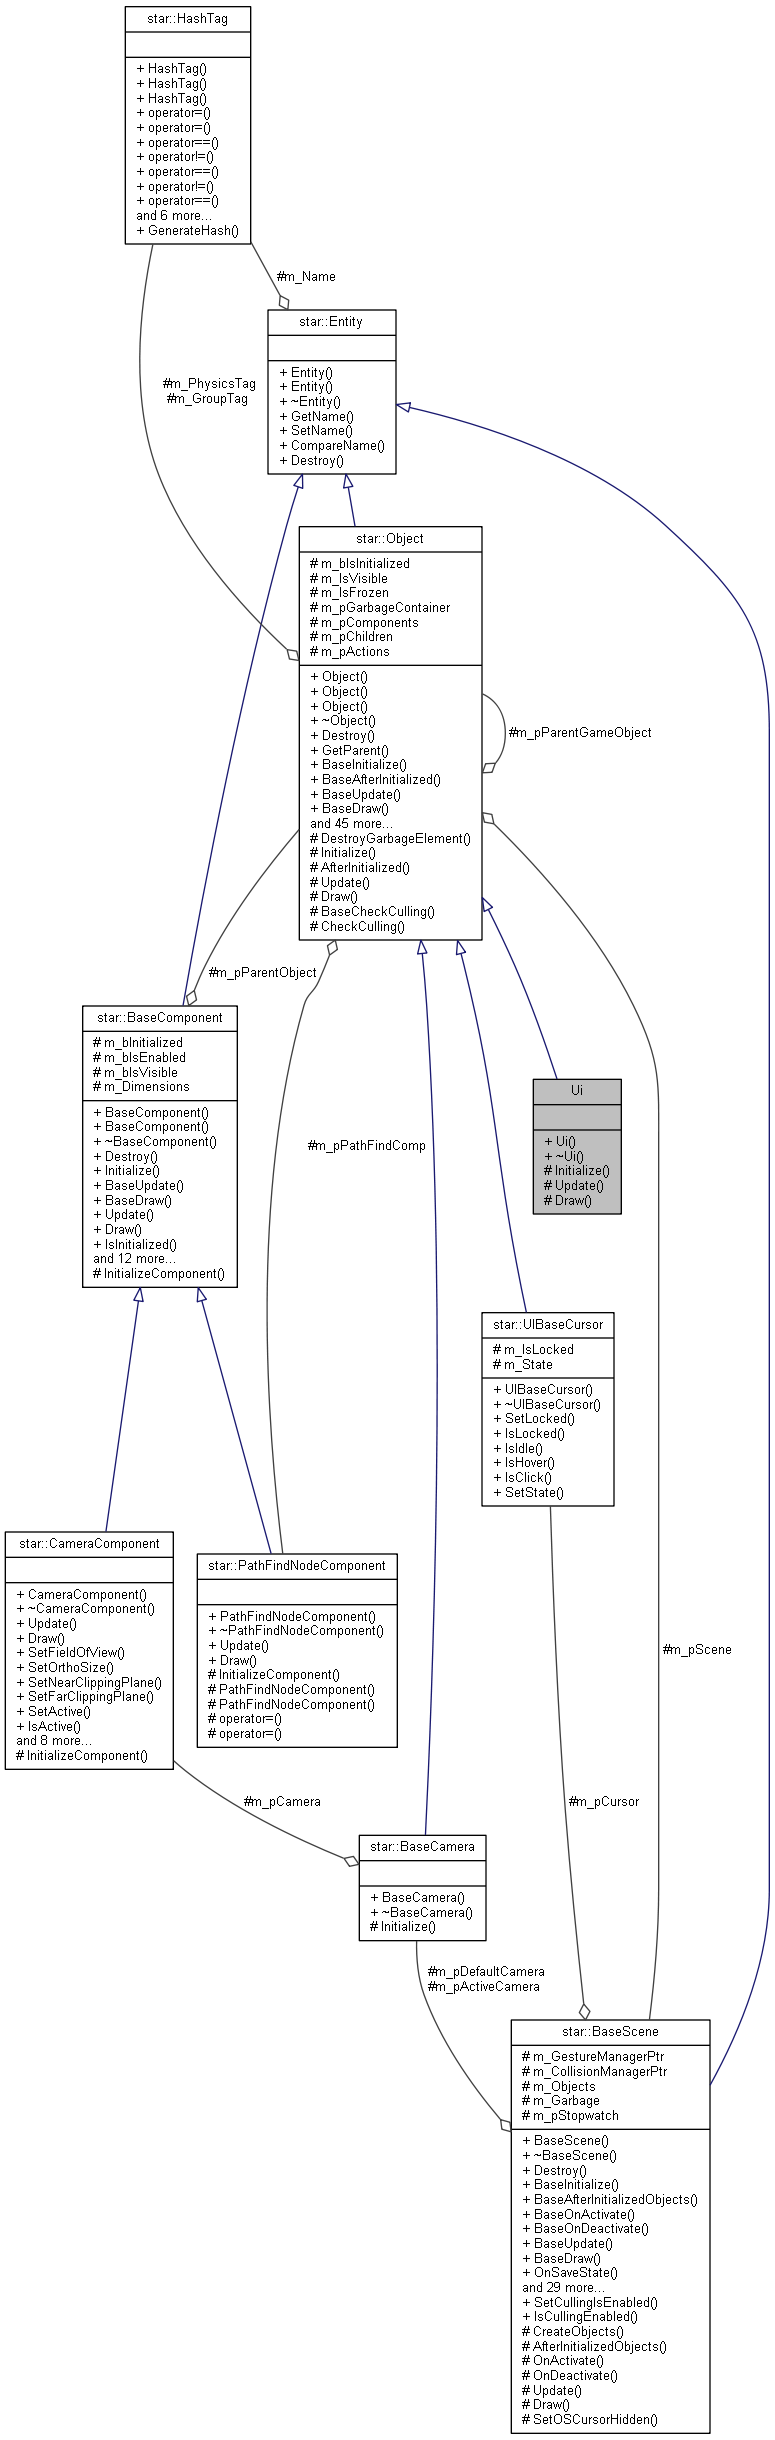 star::HashTag
+ HashTag()
+ HashTag()
+ HashTag()
+ operator=()
+ operator=()
+ operator==()
+ operator!=()
+ operator==()
+ operator!=()
+ operator==()
and 6 more...
+ GenerateHash()
#m_Name
star::Entity
+ Entity()
+ Entity()
+ ~Entity()
+ GetName()
+ SetName()
+ CompareName()
+ Destroy()
#m_PhysicsTag
#m_GroupTag
star::Object
# m_bIsInitialized
# m_IsVisible
# m_IsFrozen
# m_pGarbageContainer
# m_pComponents
# m_pChildren
# m_pActions
+ Object()
+ Object()
+ Object()
+ ~Object()
+ Destroy()
+ GetParent()
+ BaseInitialize()
+ BaseAfterInitialized()
+ BaseUpdate()
+ BaseDraw()
and 45 more...
# DestroyGarbageElement()
# Initialize()
# AfterInitialized()
# Update()
# Draw()
# BaseCheckCulling()
# CheckCulling()
#m_pParentGameObject
#m_pParentObject
star::BaseComponent
# m_bInitialized
# m_bIsEnabled
# m_bIsVisible
# m_Dimensions
+ BaseComponent()
+ BaseComponent()
+ ~BaseComponent()
+ Destroy()
+ Initialize()
+ BaseUpdate()
+ BaseDraw()
+ Update()
+ Draw()
+ IsInitialized()
and 12 more...
# InitializeComponent()
#m_pPathFindComp
Ui
+ Ui()
+ ~Ui()
# Initialize()
# Update()
# Draw()
star::UIBaseCursor
# m_IsLocked
# m_State
+ UIBaseCursor()
+ ~UIBaseCursor()
+ SetLocked()
+ IsLocked()
+ IsIdle()
+ IsHover()
+ IsClick()
+ SetState()
star::CameraComponent
+ CameraComponent()
+ ~CameraComponent()
+ Update()
+ Draw()
+ SetFieldOfView()
+ SetOrthoSize()
+ SetNearClippingPlane()
+ SetFarClippingPlane()
+ SetActive()
+ IsActive()
and 8 more...
# InitializeComponent()
star::PathFindNodeComponent
+ PathFindNodeComponent()
+ ~PathFindNodeComponent()
+ Update()
+ Draw()
# InitializeComponent()
# PathFindNodeComponent()
# PathFindNodeComponent()
# operator=()
# operator=()
#m_pScene
#m_pCamera
#m_pCursor
star::BaseCamera
+ BaseCamera()
+ ~BaseCamera()
# Initialize()
#m_pDefaultCamera
#m_pActiveCamera
star::BaseScene
# m_GestureManagerPtr
# m_CollisionManagerPtr
# m_Objects
# m_Garbage
# m_pStopwatch
+ BaseScene()
+ ~BaseScene()
+ Destroy()
+ BaseInitialize()
+ BaseAfterInitializedObjects()
+ BaseOnActivate()
+ BaseOnDeactivate()
+ BaseUpdate()
+ BaseDraw()
+ OnSaveState()
and 29 more...
+ SetCullingIsEnabled()
+ IsCullingEnabled()
# CreateObjects()
# AfterInitializedObjects()
# OnActivate()
# OnDeactivate()
# Update()
# Draw()
# SetOSCursorHidden()